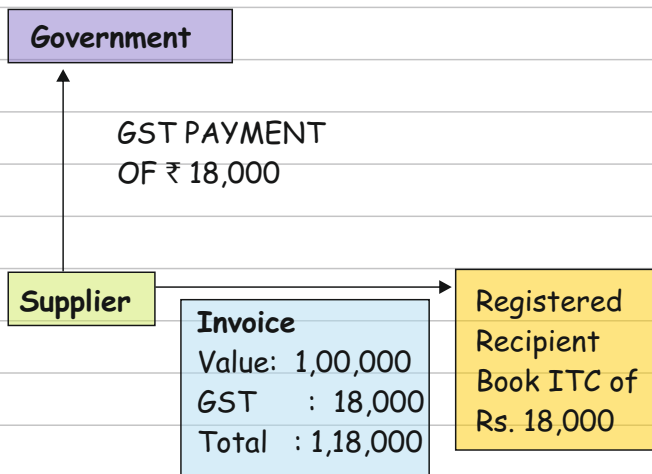 Government
GST PAYMENT
OF ₹ 18,000
Supplier
Invoice
Value: 1,00,000
GST : 18,000
Total : 1,18,000
Registered
Recipient
Book ITC of
Rs. 18,000